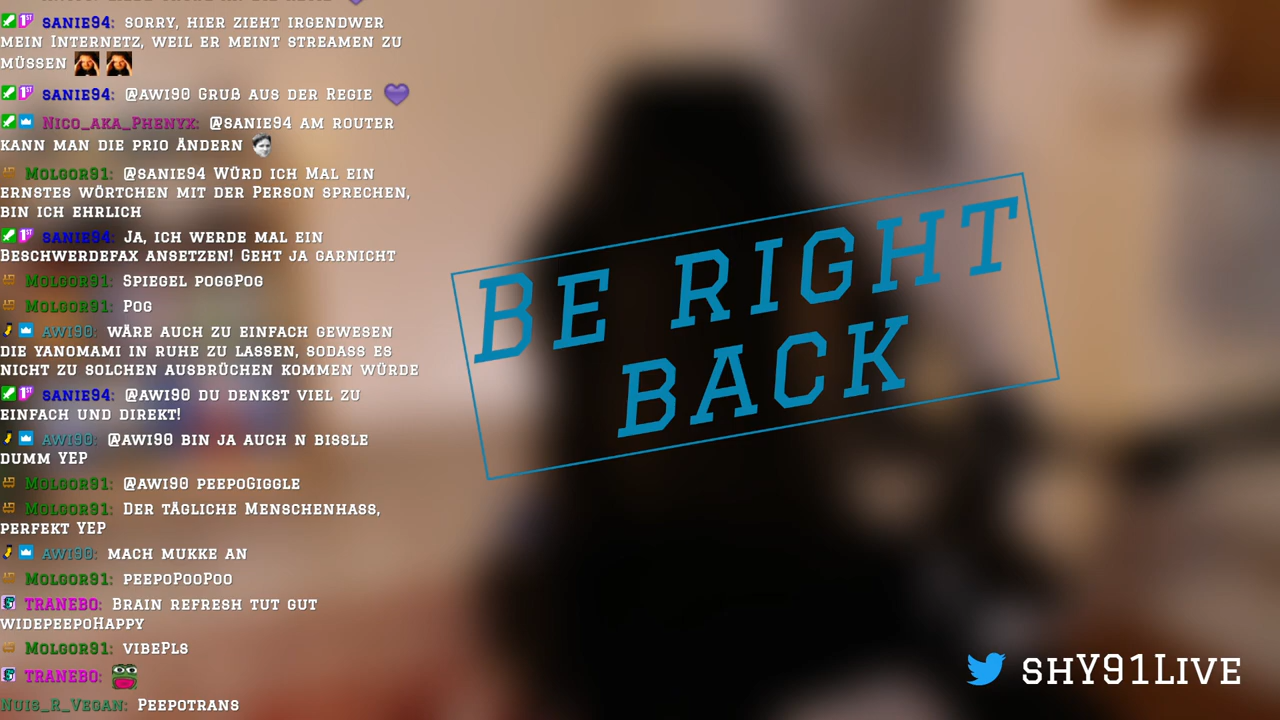 SANIE94: SORRY, HIER ZIEHT IRGENDWER
MEIN INTERNETZ, WEIL ER MEINT STREAMEN ZU
MÜSSEN
SANIE94: @AWI90 GRUß AUS DER REGIE
NICO_AKA_PHENYX: @SANIE94 AM ROUTER
KANN MAN DIE PRIO ÄNDERN
MOLGOR91: @SANIE94 WÜRD ICH MAL EIN
ERNSTES WÖRTCHEN MIT DER PERSON SPRECHEN,
BIN ICH EHRLICH
SANIE94: JA, ICH WERDE MAL EIN
BESCHWERDEFAX ANSETZEN! GEHT JA GARNICHT
MOLGOR91: SPIEGEL POGGPOG
MOLGOR91: POG
AWI90: WÄRE AUCH ZU EINFACH GEWESEN
DIE YANOMAMI IN RUHE ZU LASSEN, SODASS ES
NICHT ZU SOLCHEN AUSBRÜCHEN KOMMEN WÜRDE
SANIE94: @AWI90 DU DENKST VIEL ZU
EINFACH UND DIREKT!
AWI90: @AWI90 BIN JA AUCH N BISSLE
DUMM YEP
MOLGOR91: @AWI90 PEEPOGIGGLE
MOLGOR91: DER TÄGLICHE MENSCHENHASS,
PERFEKT YEP
AWI90: MACH MUKKE AN
MOLGOR91: PEEPOPOOPOO
TRANEBO: BRAIN REFRESH TUT GUT
WIDEPEEPOHAPPY
MOLGOR91: VIBEPLS
TRANEBO:
NUIS_R_VEGAN: PEEPOTRANS
BE RIGHT
BACK
SHY91LIVE